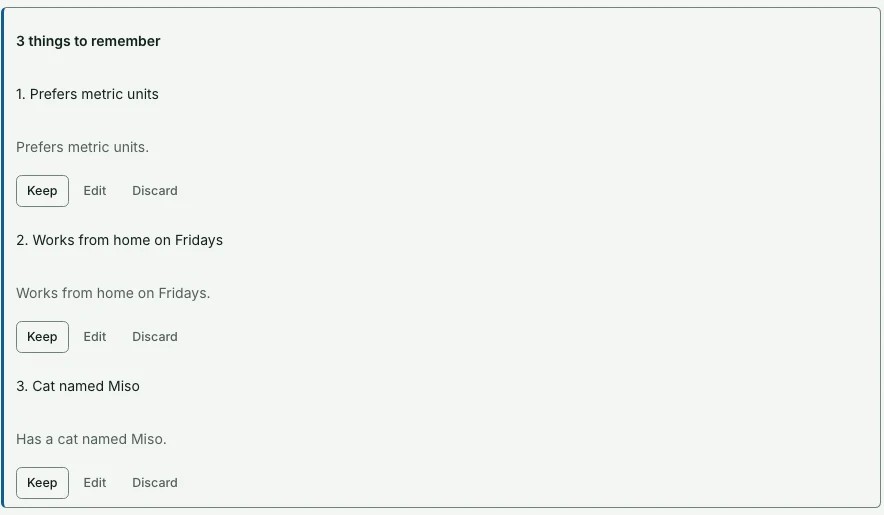 3 things to remember
1. Prefers metric units
Prefers metric units.
Keep Edit Discard
2. Works from home on Fridays
Works from home on Fridays.
Keep Edit Discard
3. Cat named Miso
Has a cat named Miso.
Keep Edit Discard